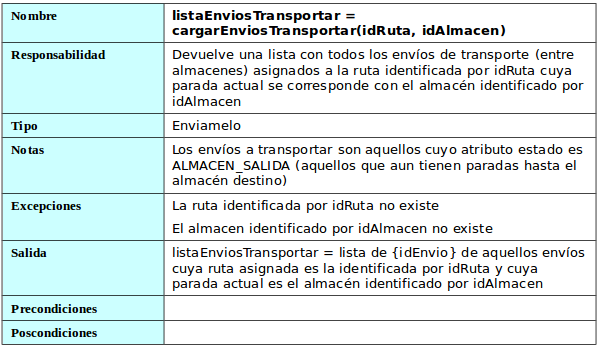 Nombre
listaEnviosTransportar =
cargarEnviosTransportar(idRuta, idAlmacen)
Responsabilidad
Devuelve una lista con todos los envíos de transporte (entre
almacenes) asignados a la ruta identificada por idRuta cuya
parada actual se corresponde con el almacén identificado por
idAlmacen
Tipo
Enviamelo
Notas
Los envíos a transportar son aquellos cuyo atributo estado es
ALMACEN_SALIDA (aquellos que aun tienen paradas hasta el
almacén destino)
Excepciones
La ruta identificada por idRuta no existe
El almacen identificado por idAlmacen no existe
Salida
listaEnviosTransportar = lista de {idEnvio} de aquellos envíos
cuya ruta asignada es la identificada por idRuta y cuya
parada actual es el almacén identificado por idAlmacen
Precondiciones
Poscondiciones